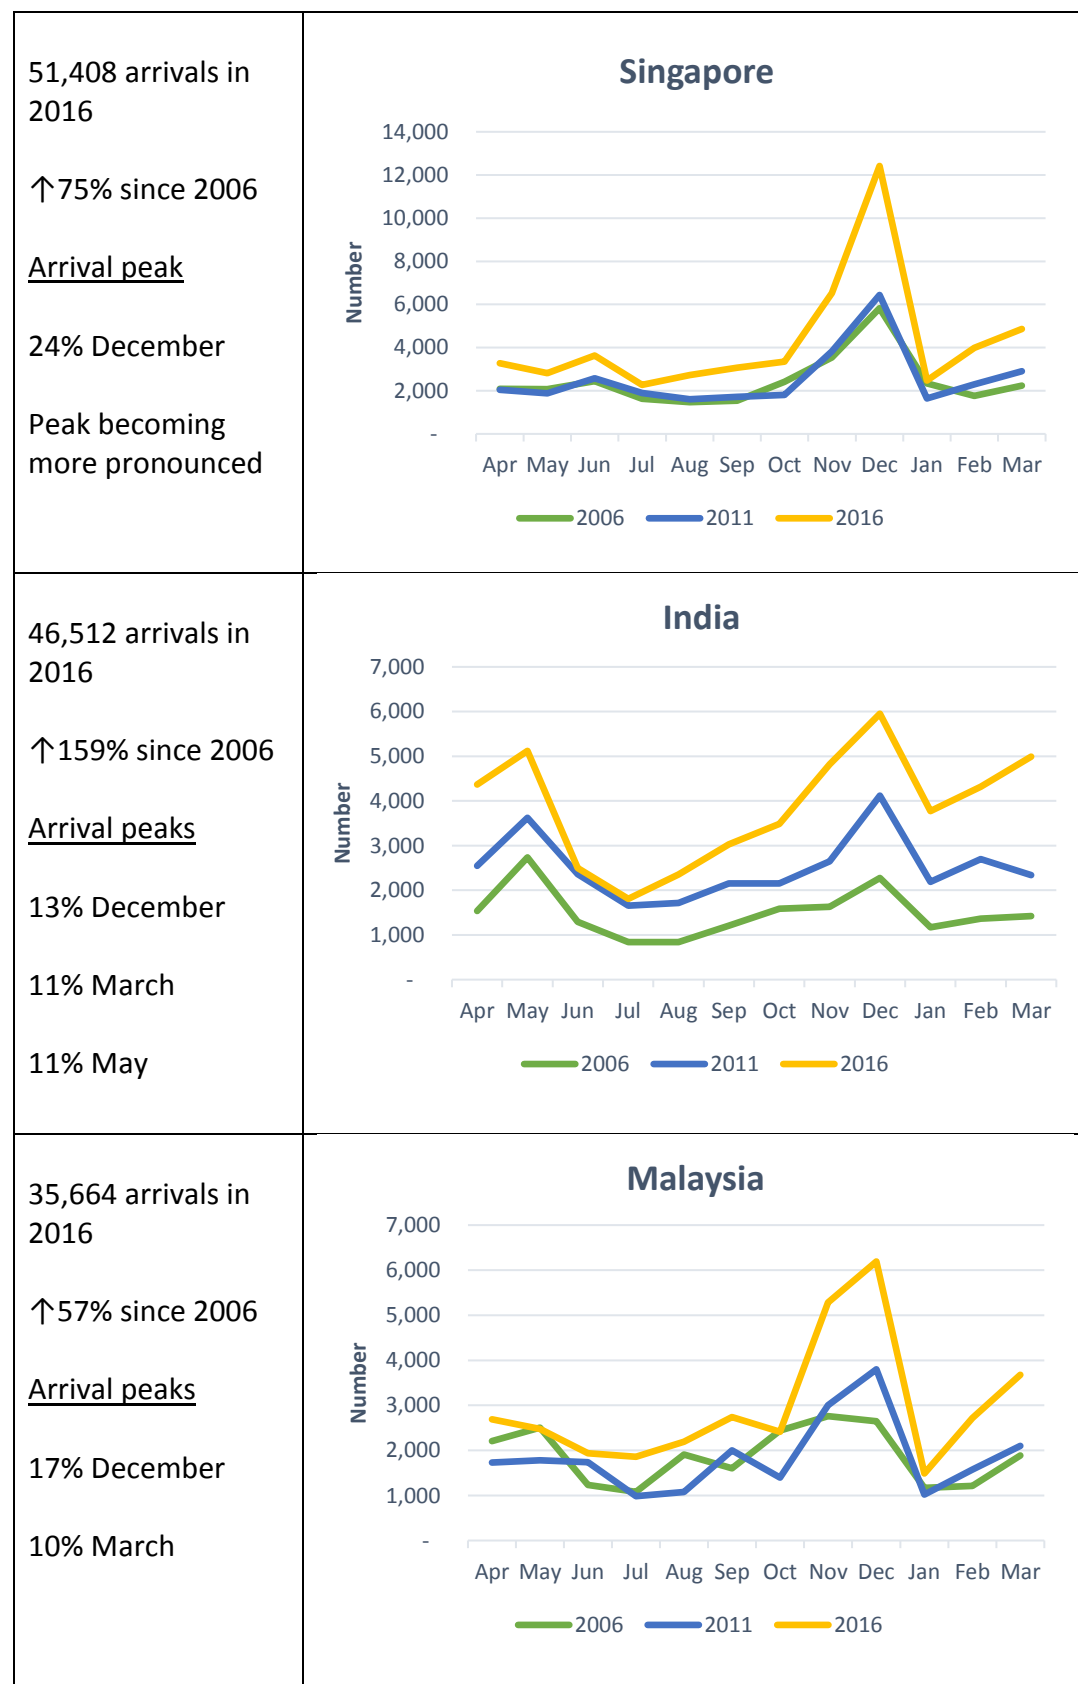 51,408 arrivals in
2016
↑75% since 2006
Arrival peak
24% December
Peak becoming
more pronounced
Singapore
Number
14,000
12,000
10,000
8,000
6,000
4,000
2,000
-
Apr May Jun Jul Aug Sep Oct Nov Dec Jan Feb Mar
2006 2011 2016
46,512 arrivals in
2016
↑159% since 2006
Arrival peaks
13% December
11% March
11% May
India
Number
7,000
6,000
5,000
4,000
3,000
2,000
1,000
-
Apr May Jun Jul Aug Sep Oct Nov Dec Jan Feb Mar
2006 2011 2016
35,664 arrivals in
2016
↑57% since 2006
Arrival peaks
17% December
10% March
Malaysia
Number
7,000
6,000
5,000
4,000
3,000
2,000
1,000
-
Apr May Jun Jul Aug Sep Oct Nov Dec Jan Feb Mar
2006 2011 2016